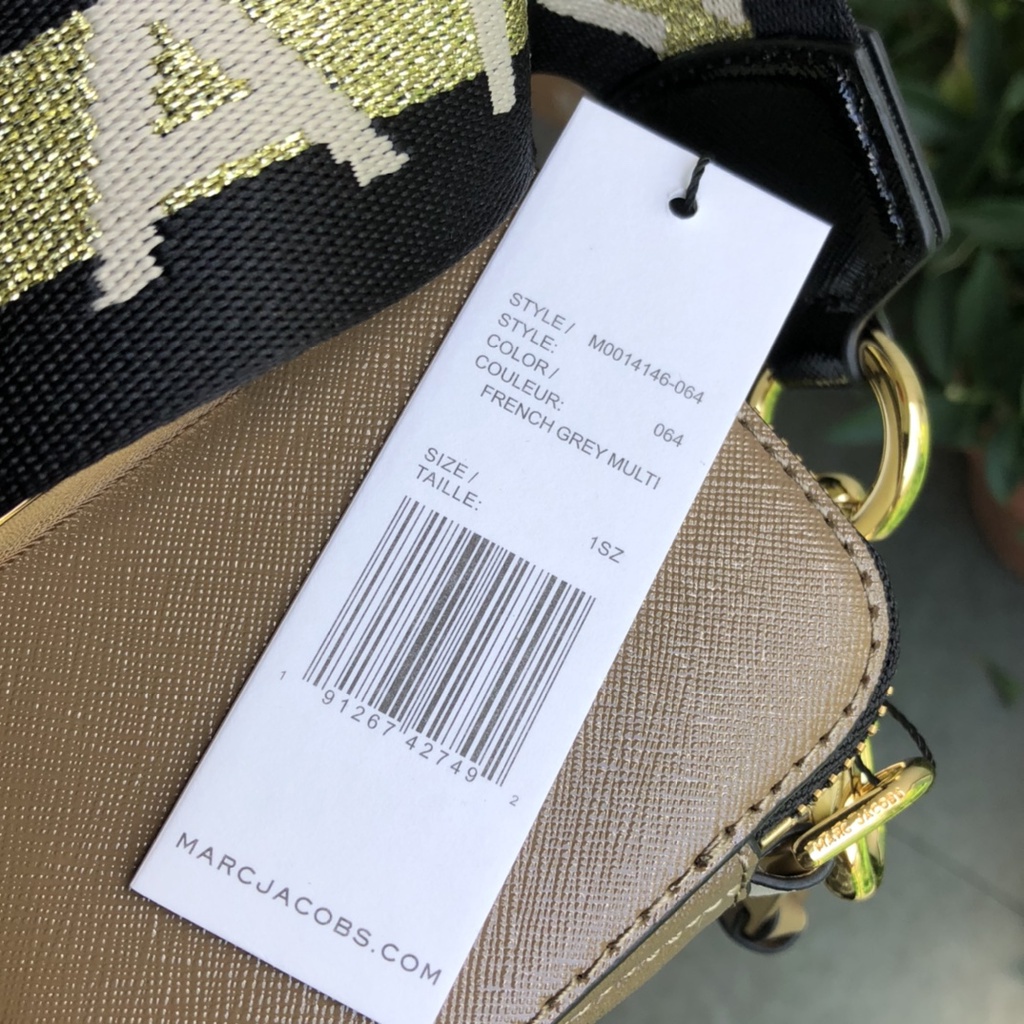 A
STYLE /
STYLE: M0014146-064
COLOR /
COULEUR: 064
FRENCH GREY MULTI
SIZE /
TAILLE: 1SZ
1 91267 42749 2
MARCJACOBS.COM
MARC JACOBS